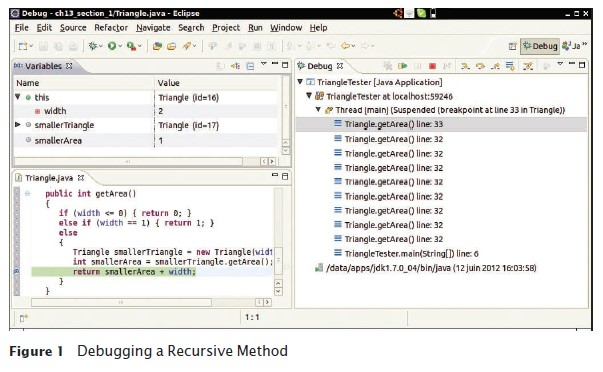 Debug - ch13_section_1/Triangle.java - Eclipse
File Edit Source Refactor Navigate Search Project Run Window Help
Debug Ja
Variables
Name Value
this Triangle (id=16)
width 2
smallerTriangle Triangle (id=17)
smallerArea 1
Triangle.java
public int getArea()
{
if (width <= 0) { return 0; }
else if (width == 1) { return 1; }
else
{
Triangle smallerTriangle = new Triangle(widt
int smallerArea = smallerTriangle.getArea();
return smallerArea + width;
}
}
Debug
TriangleTester [Java Application]
TriangleTester at localhost:59246
Thread [main] (Suspended (breakpoint at line 33 in Triangle))
Triangle.getArea() line: 33
Triangle.getArea() line: 32
Triangle.getArea() line: 32
Triangle.getArea() line: 32
Triangle.getArea() line: 32
Triangle.getArea() line: 32
Triangle.getArea() line: 32
Triangle.getArea() line: 32
Triangle.getArea() line: 32
TriangleTester.main(String[]) line: 6
/data/apps/jdk1.7.0_04/bin/java (12 juin 2012 16:03:58)
1:1
Figure 1 Debugging a Recursive Method